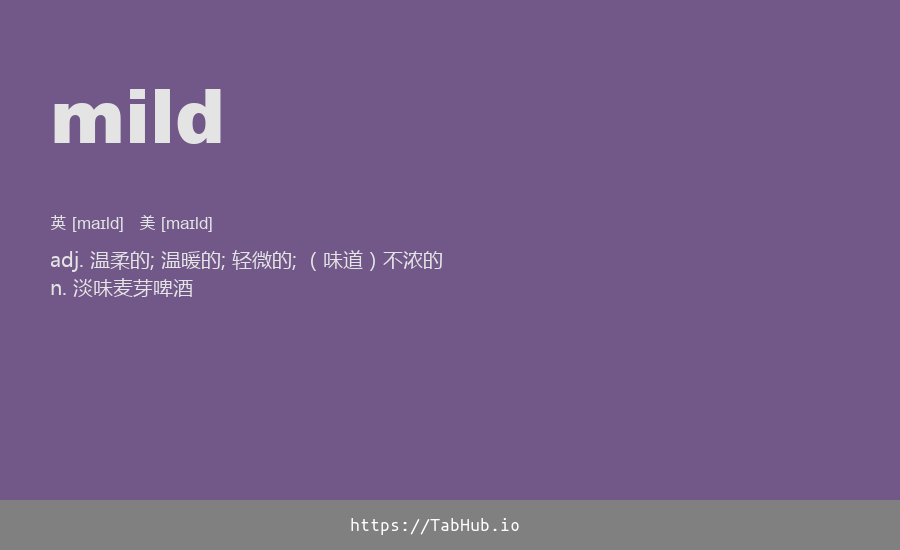 mild
英 [maɪld] 美 [maɪld]
adj. 温柔的; 温暖的; 轻微的; （味道）不浓的
n. 淡味麦芽啤酒
https://TabHub.io